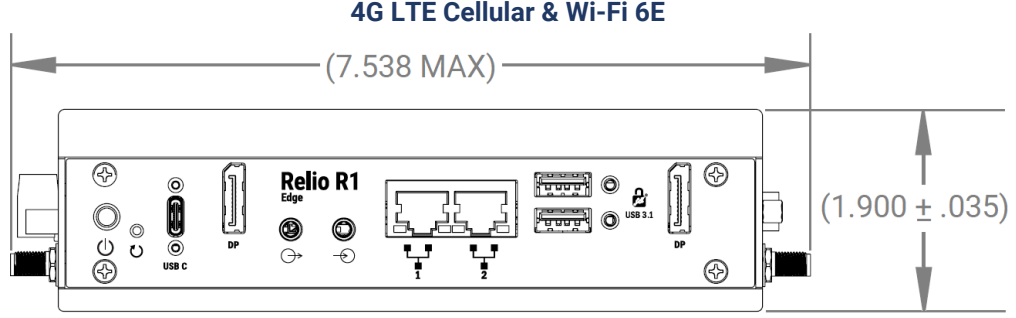 4G LTE Cellular & Wi-Fi 6E
(7.538 MAX)
(1.900 ± .035)
Relio R1
Edge
DP
USB C
USB 3.1
DP
1
2